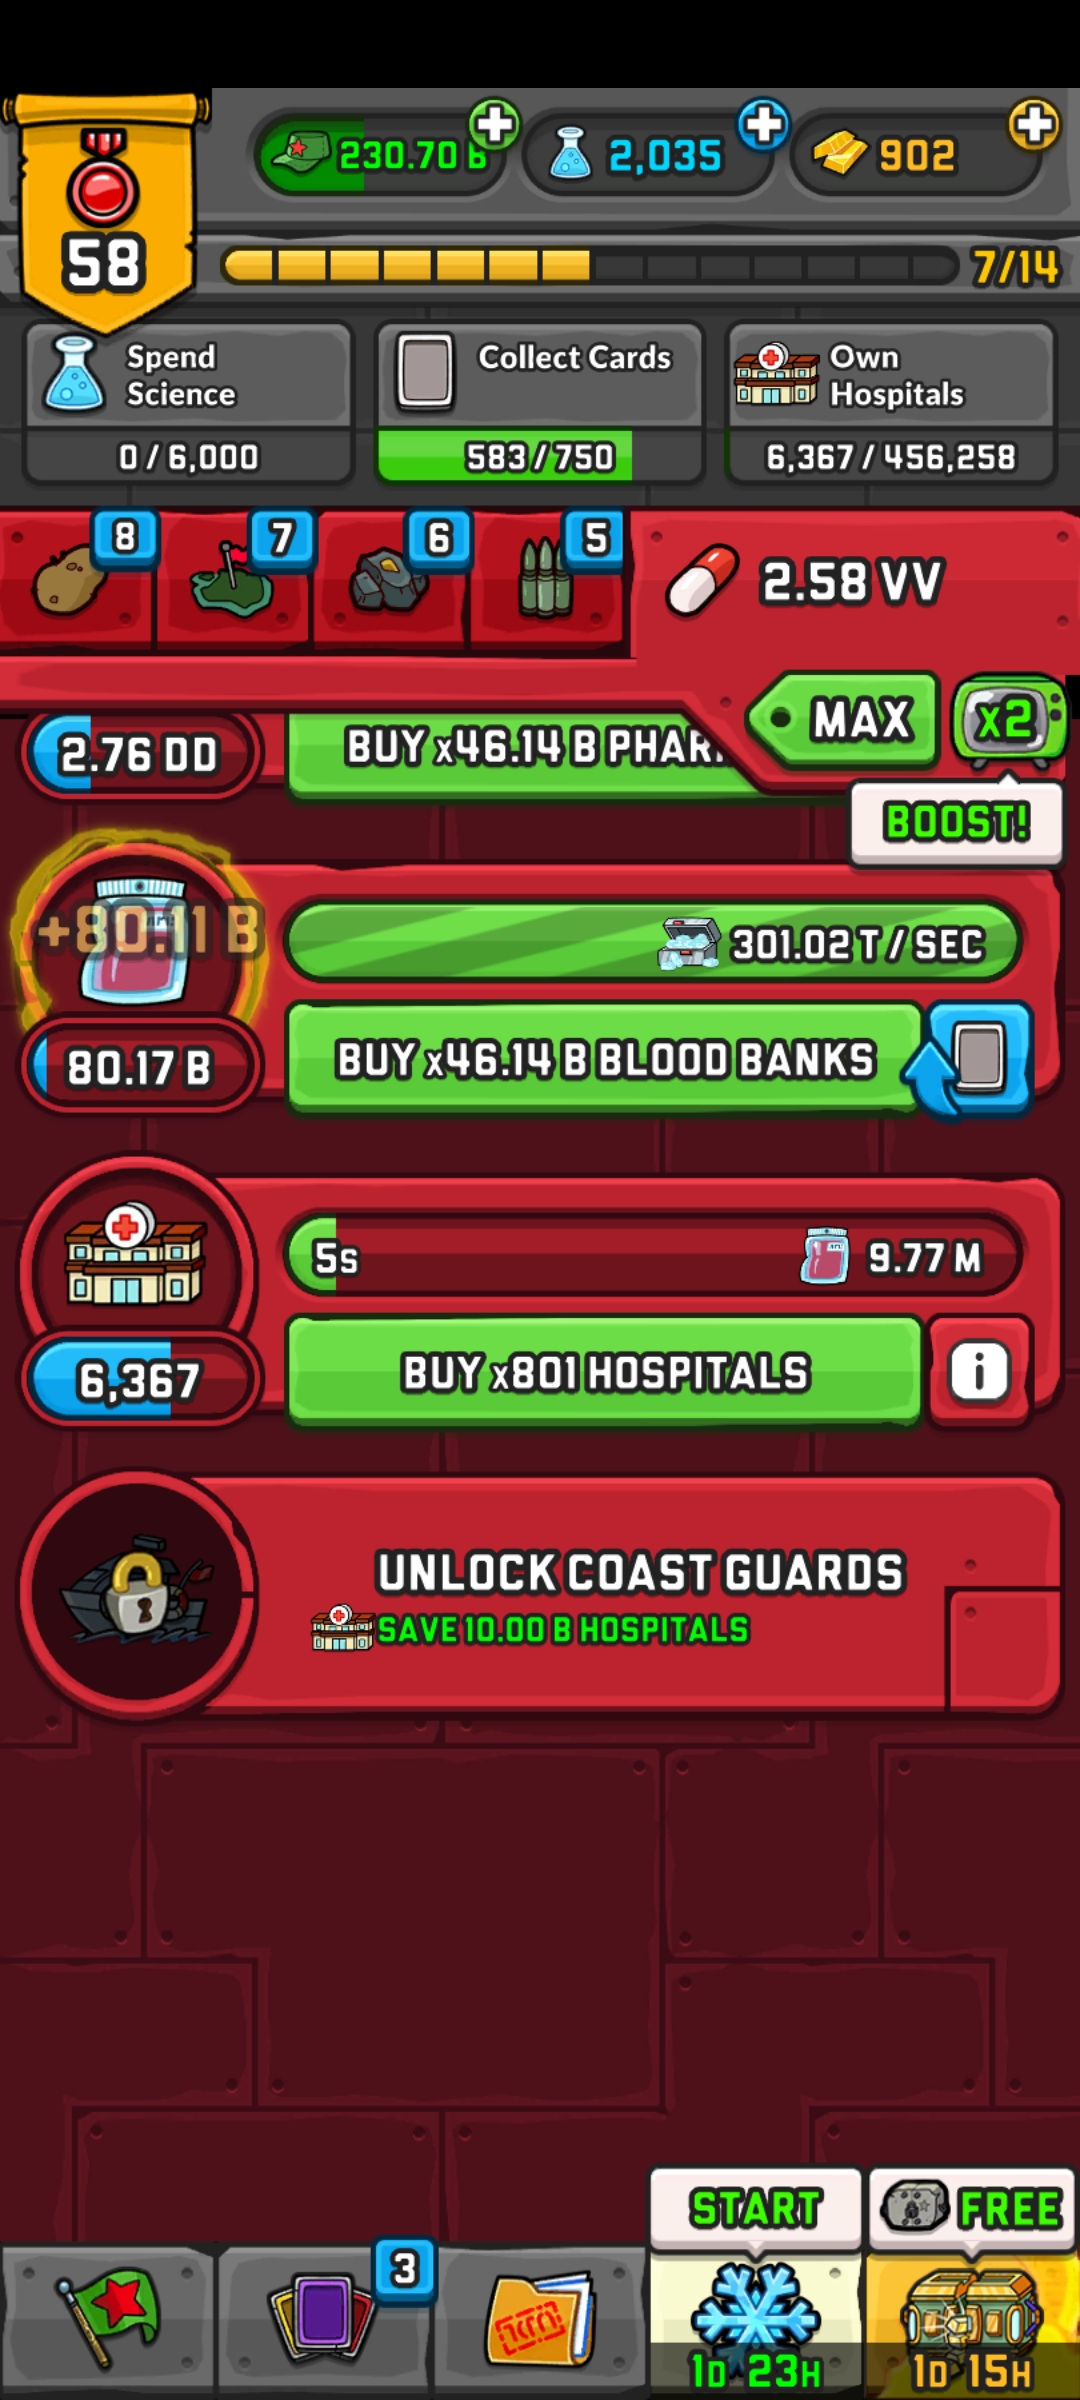 58
230.70 B
2,035
902
7/14
Spend
Science
0 / 6,000
Collect Cards
583 / 750
Own
Hospitals
6,367 / 456,258
8
7
6
5
2.58 VV
MAX
x2
BOOST!
2.76 DD
BUY x46.14 B PHAR
+80.11 B
301.02 T / SEC
80.17 B
BUY x46.14 B BLOOD BANKS
5s
9.77 M
6,367
BUY x801 HOSPITALS
i
UNLOCK COAST GUARDS
SAVE 10.00 B HOSPITALS
START
FREE
3
1D 23H
1D 15H